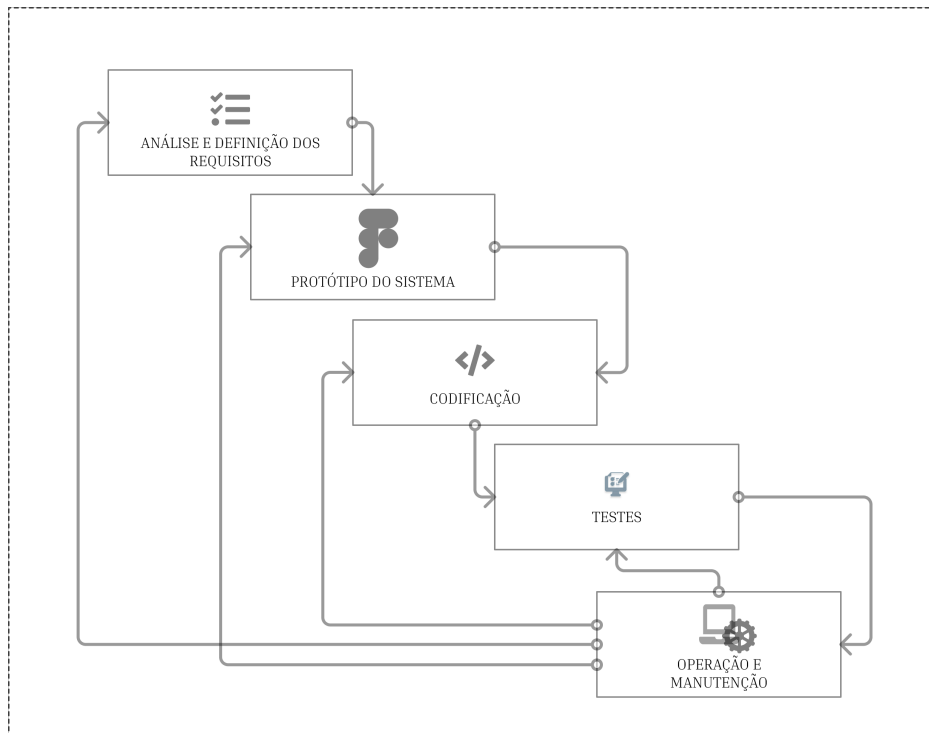 ANÁLISE E DEFINIÇÃO DOS
REQUISITOS
PROTÓTIPO DO SISTEMA
CODIFICAÇÃO
TESTES
OPERAÇÃO E
MANUTENÇÃO